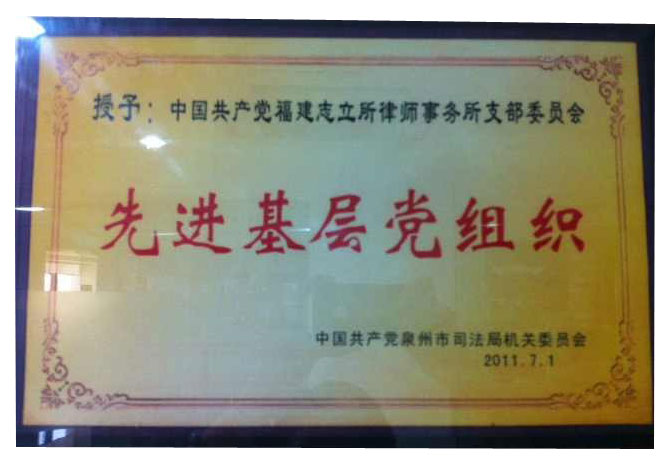 授予：中国共产党福建志立所律师事务所支部委员会
先进基层党组织
中国共产党泉州市司法局机关委员会
2011.7.1